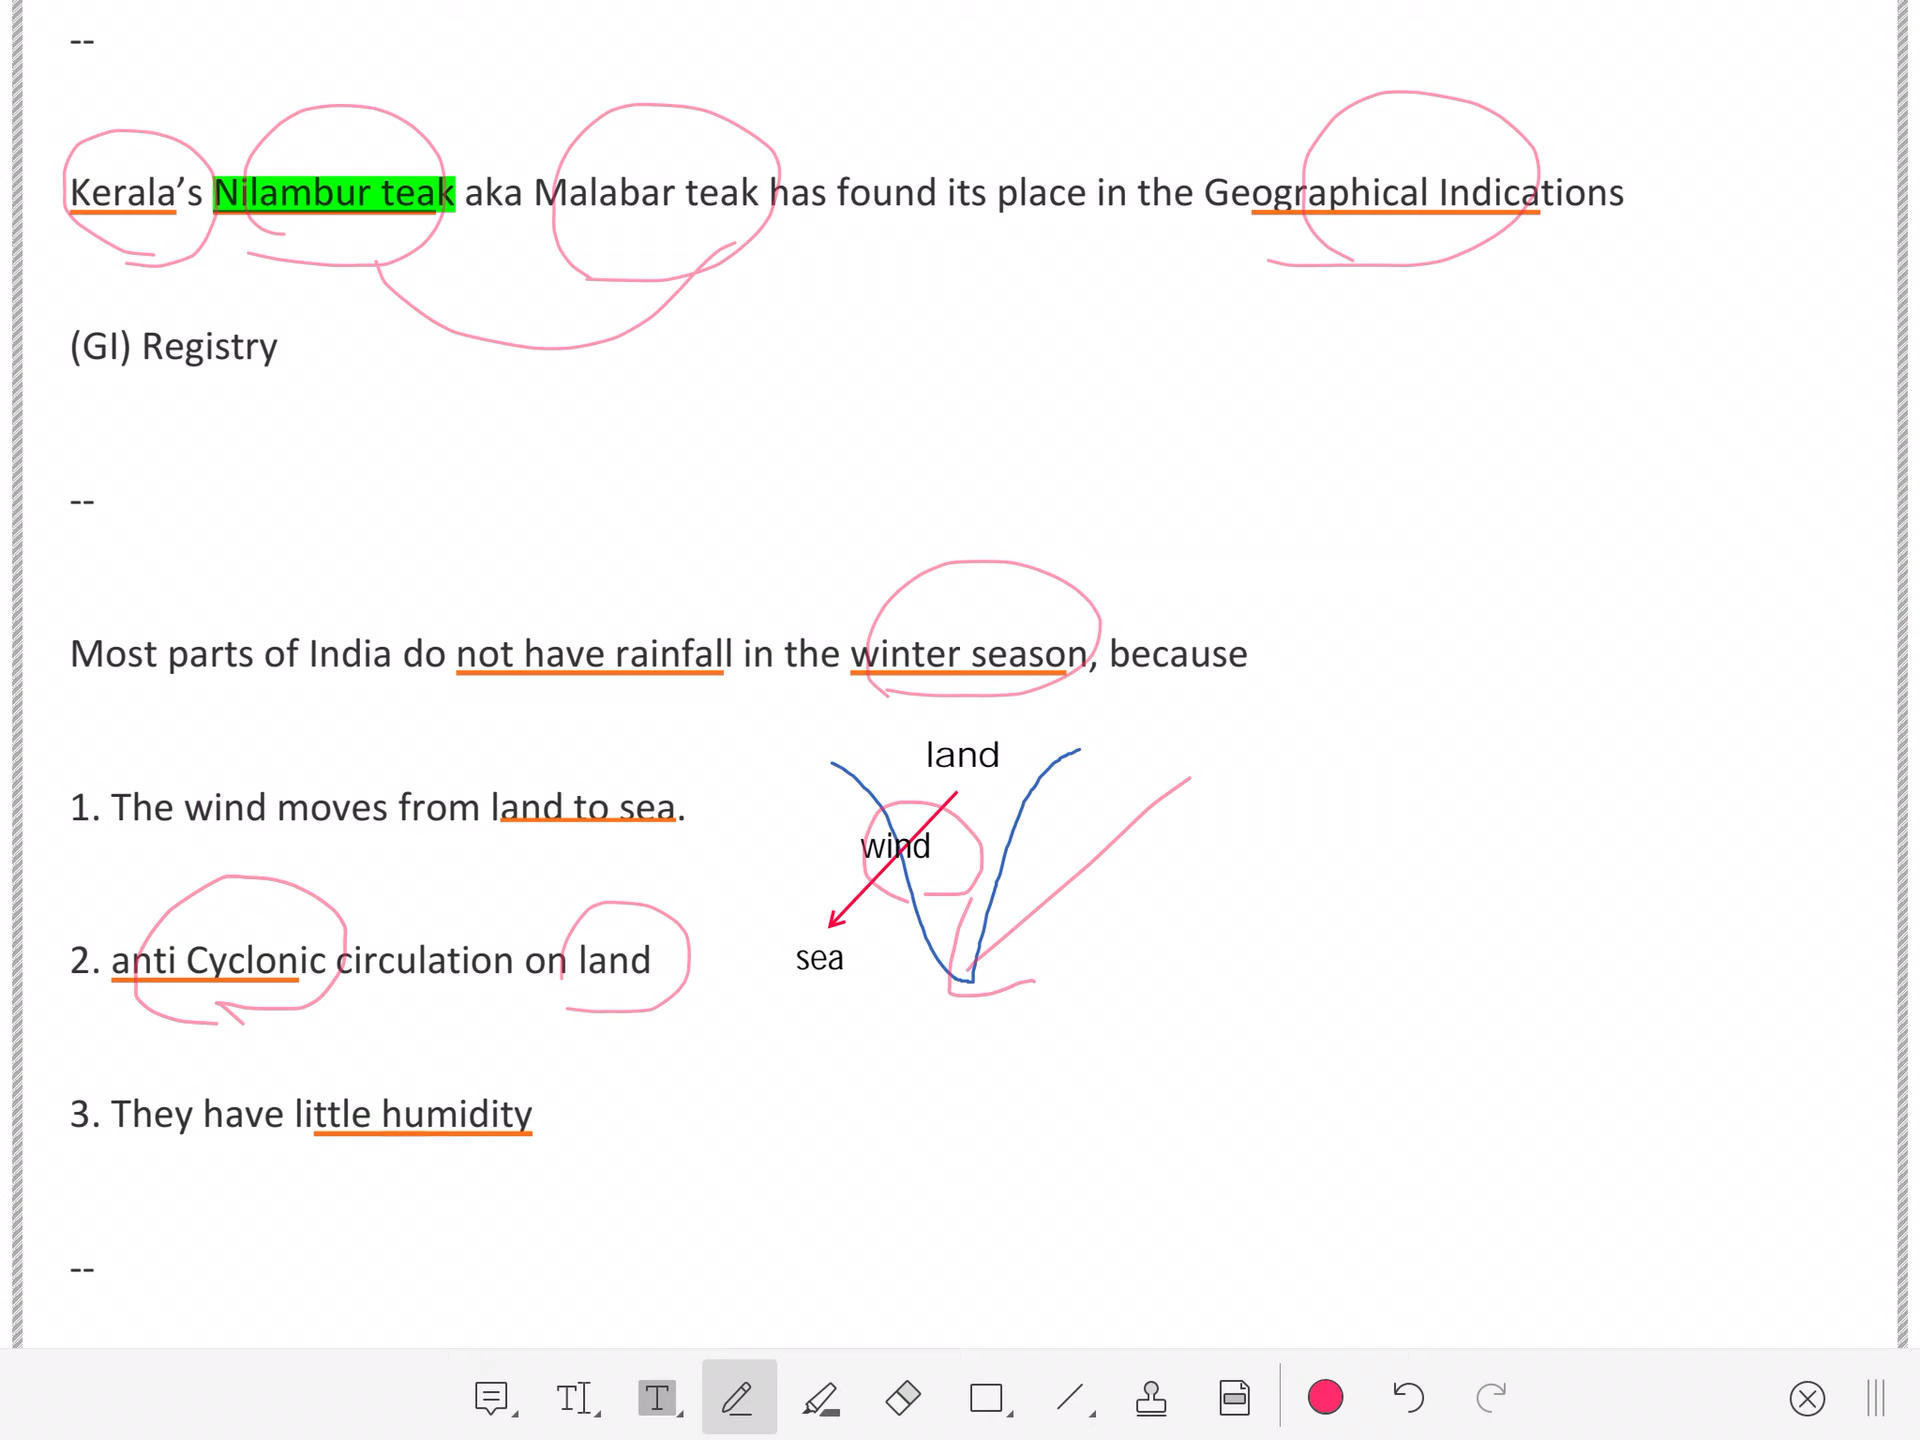 --
Kerala’s Nilambur teak aka Malabar teak has found its place in the Geographical Indications
(GI) Registry
--
Most parts of India do not have rainfall in the winter season, because
land
1. The wind moves from land to sea.
wind
2. anti Cyclonic circulation on land
sea
3. They have little humidity
--